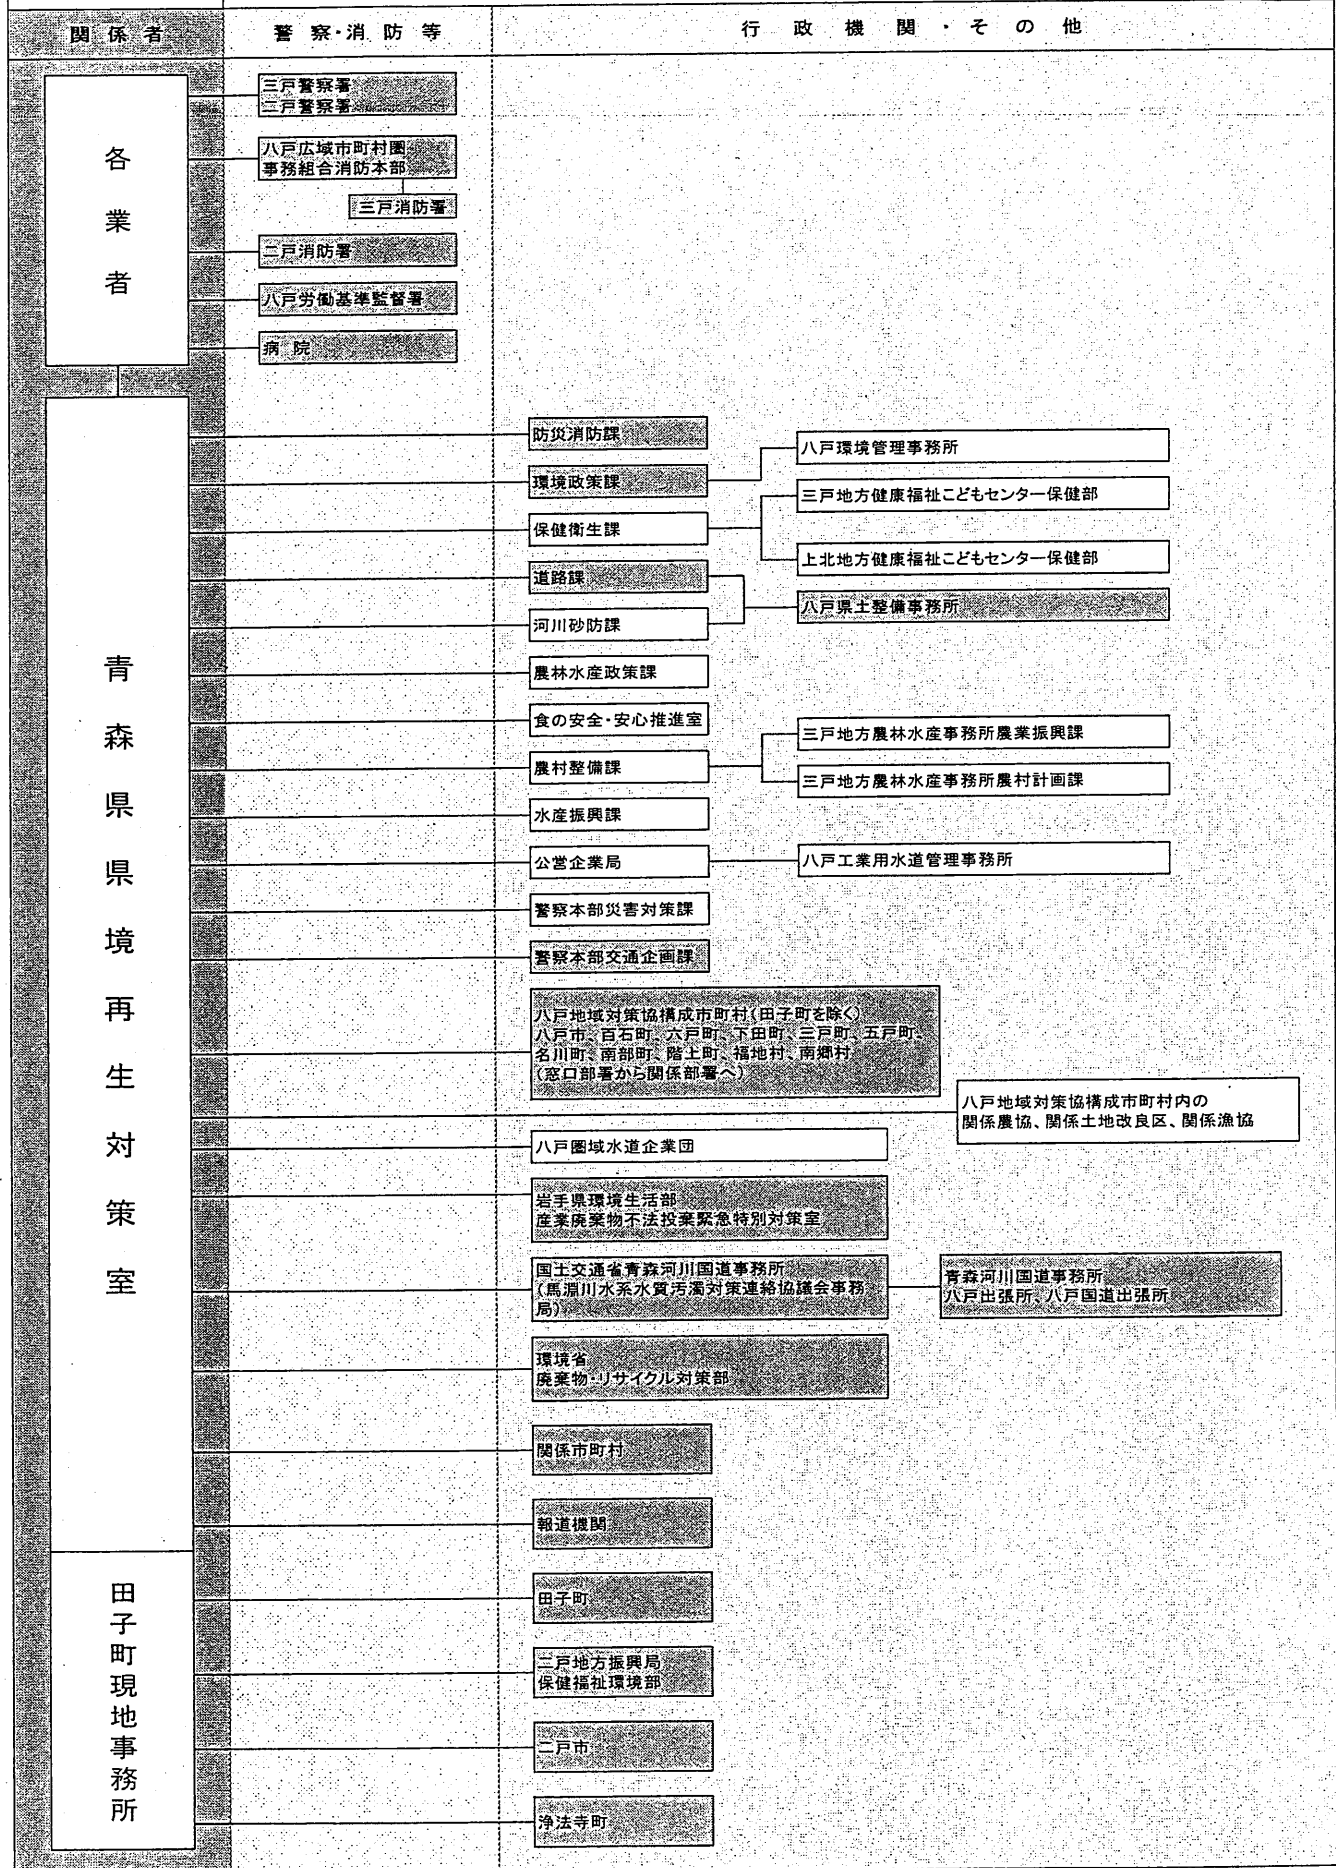 関係者
警察・消防等
行政機関・その他
各業者
三戸警察署
二戸警察署
八戸広域市町村圏
事務組合消防本部
三戸消防署
二戸消防署
八戸労働基準監督署
病院
青森県県境再生対策室
防災消防課
環境政策課
八戸環境管理事務所
保健衛生課
三戸地方健康福祉こどもセンター保健部
上北地方健康福祉こどもセンター保健部
道路課
河川砂防課
八戸県土整備事務所
農林水産政策課
食の安全・安心推進室
農村整備課
三戸地方農林水産事務所農業振興課
三戸地方農林水産事務所農村計画課
水産振興課
公営企業局
八戸工業用水道管理事務所
警察本部災害対策課
警察本部交通企画課
八戸地域対策協構成市町村(田子町を除く)
八戸市、百石町、六戸町、下田町、三戸町、五戸町、
名川町、南部町、階上町、福地村、南郷村
(窓口部署から関係部署へ)
八戸地域対策協構成市町村内の
関係農協、関係土地改良区、関係漁協
八戸圏域水道企業団
岩手県環境生活部
産業廃棄物不法投棄緊急特別対策室
国土交通省青森河川国道事務所
(馬淵川水系水質汚濁対策連絡協議会事務
局)
青森河川国道事務所
八戸出張所、八戸国道出張所
環境省
廃棄物・リサイクル対策部
関係市町村
報道機関
田子町現地事務所
田子町
二戸地方振興局
保健福祉環境部
二戸市
浄法寺町